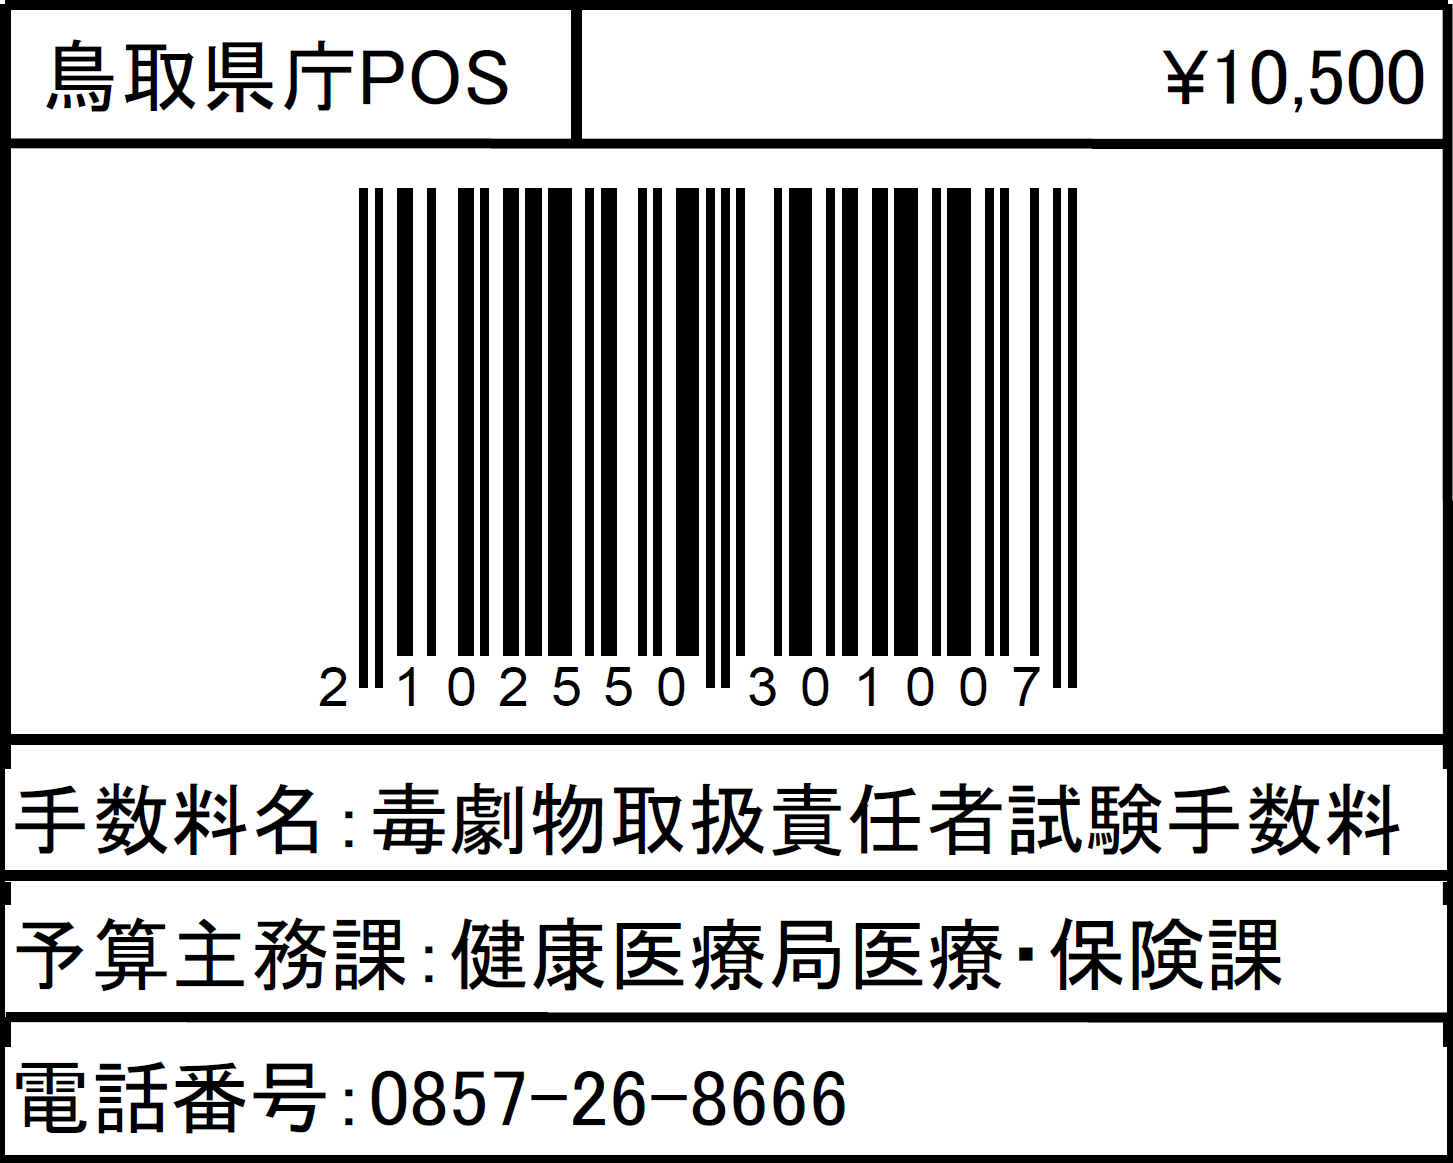 鳥取県庁POS
¥10,500
2 102550 301007
手数料名:毒劇物取扱責任者試験手数料
予算主務課:健康医療局医療・保険課
電話番号:0857-26-8666